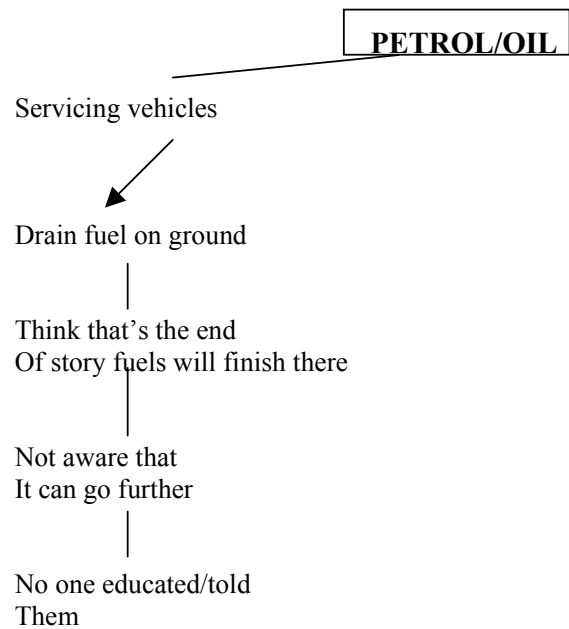 PETROL/OIL
Servicing vehicles
Drain fuel on ground
Think that’s the end
Of story fuels will finish there
Not aware that
It can go further
No one educated/told
Them